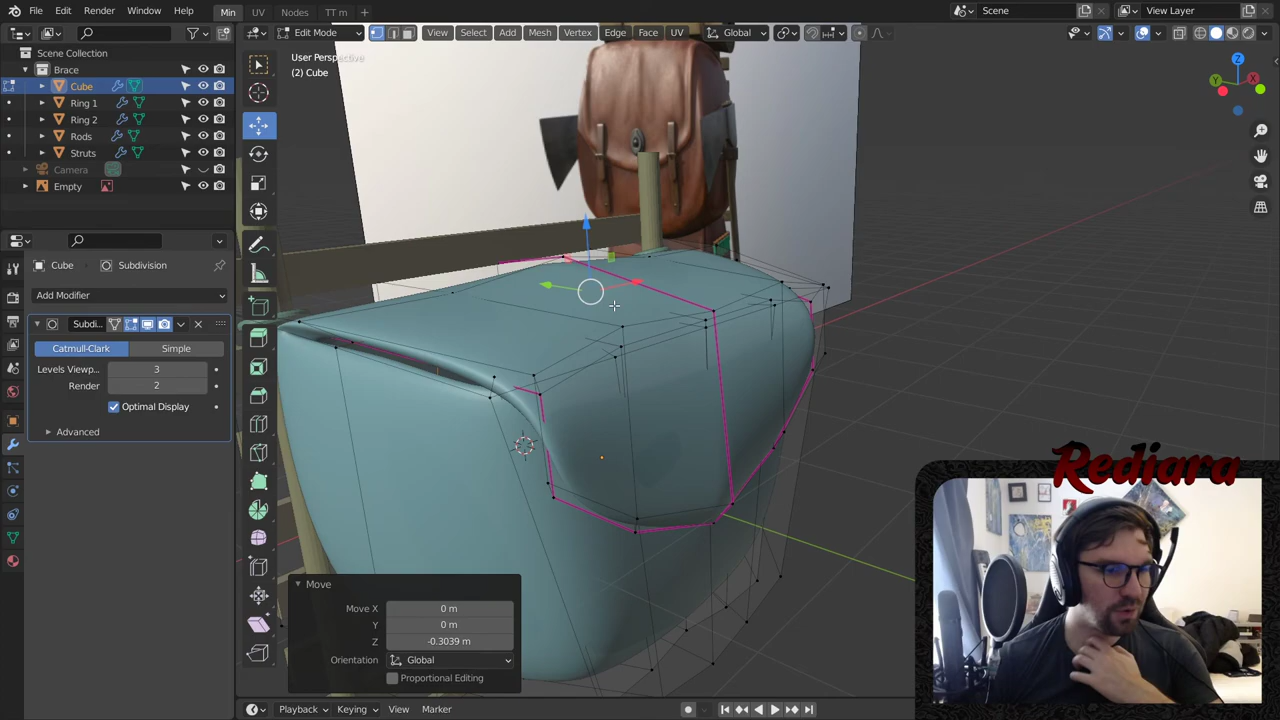 File Edit Render Window Help Min UV Nodes TT m Scene View Layer
Edit Mode View Select Add Mesh Vertex Edge Face UV Global
Scene Collection
Brace
Cube
Ring 1
Ring 2
Rods
Struts
Camera
Empty
User Perspective
(2) Cube
Z
Y
X
Cube > Subdivision
Add Modifier
Subdi...
Catmull-Clark Simple
Levels Viewp... 3
Render 2
Optimal Display
Advanced
Move
Move X 0 m
Y 0 m
Z -0.3039 m
Orientation Global
Proportional Editing
Rediara
Playback Keying View Marker